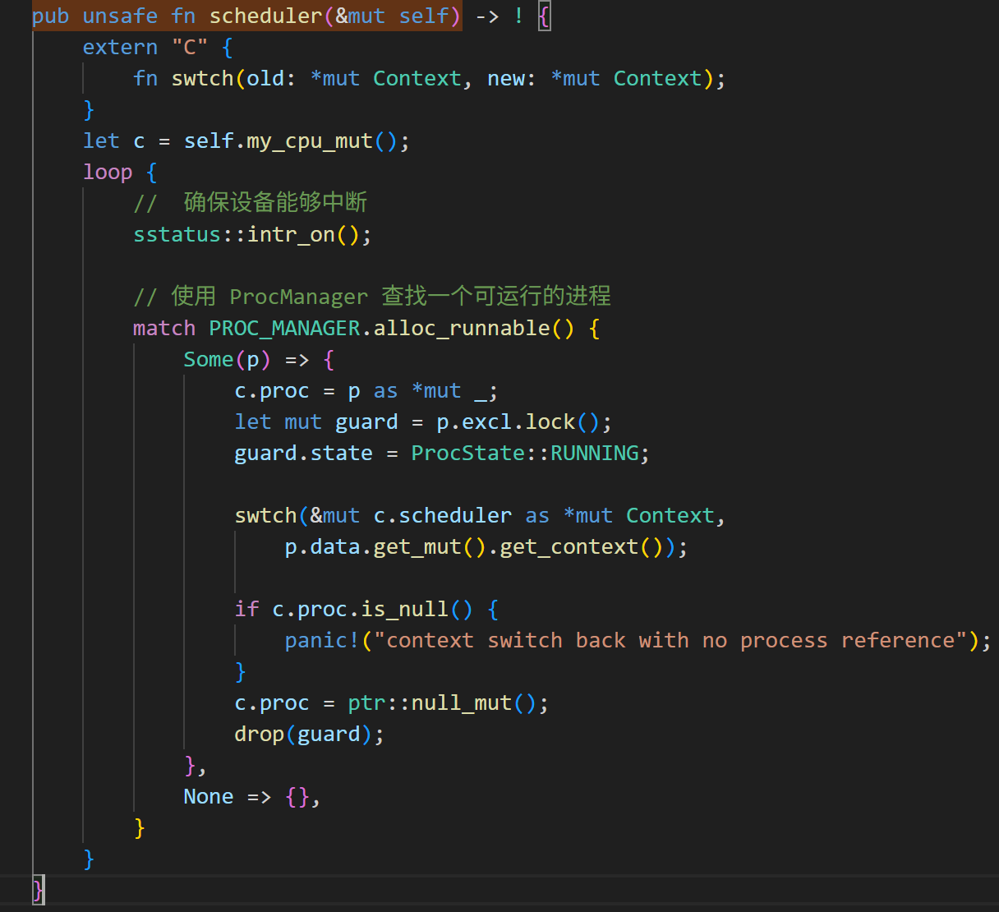 pub unsafe fn scheduler(&mut self) -> ! {
    extern "C" {
        fn swtch(old: *mut Context, new: *mut Context);
    }
    let c = self.my_cpu_mut();
    loop {
        //  确保设备能够中断
        sstatus::intr_on();

        // 使用 ProcManager 查找一个可运行的进程
        match PROC_MANAGER.alloc_runnable() {
            Some(p) => {
                c.proc = p as *mut _;
                let mut guard = p.excl.lock();
                guard.state = ProcState::RUNNING;

                swtch(&mut c.scheduler as *mut Context,
                    p.data.get_mut().get_context());

                if c.proc.is_null() {
                    panic!("context switch back with no process reference");
                }
                c.proc = ptr::null_mut();
                drop(guard);
            },
            None => {},
        }
    }
}